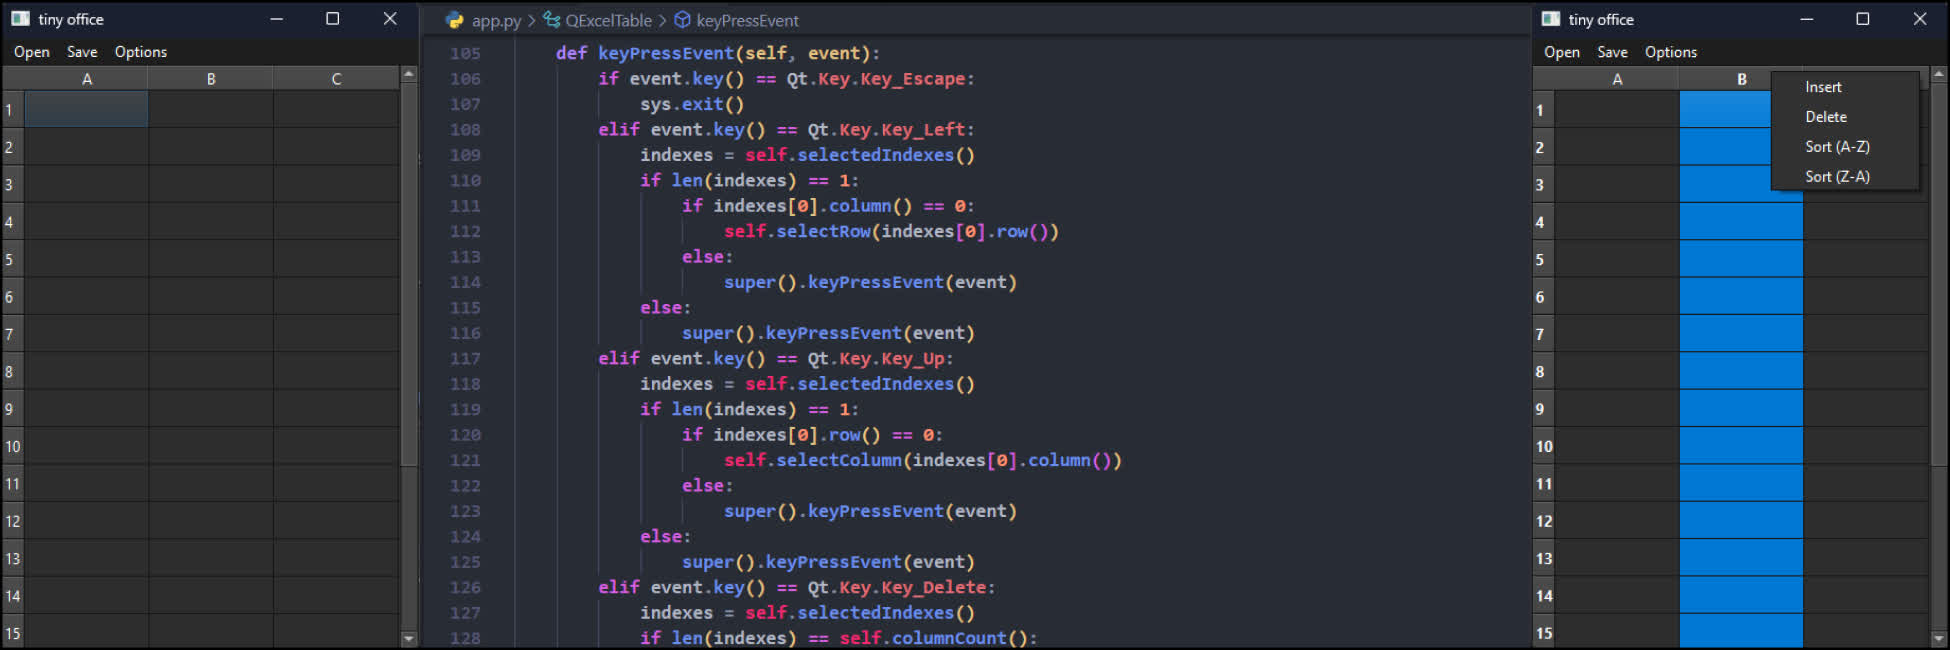 tiny office
Open Save Options
A B C
1
2
3
4
5
6
7
8
9
10
11
12
13
14
15
app.py > QExcelTable > keyPressEvent
105 def keyPressEvent(self, event):
106 if event.key() == Qt.Key.Key_Escape:
107 sys.exit()
108 elif event.key() == Qt.Key.Key_Left:
109 indexes = self.selectedIndexes()
110 if len(indexes) == 1:
111 if indexes[0].column() == 0:
112 self.selectRow(indexes[0].row())
113 else:
114 super().keyPressEvent(event)
115 else:
116 super().keyPressEvent(event)
117 elif event.key() == Qt.Key.Key_Up:
118 indexes = self.selectedIndexes()
119 if len(indexes) == 1:
120 if indexes[0].row() == 0:
121 self.selectColumn(indexes[0].column())
122 else:
123 super().keyPressEvent(event)
124 else:
125 super().keyPressEvent(event)
126 elif event.key() == Qt.Key.Key_Delete:
127 indexes = self.selectedIndexes()
128 if len(indexes) == self.columnCount():
tiny office
Open Save Options
A B
Insert
Delete
Sort (A-Z)
Sort (Z-A)
1
2
3
4
5
6
7
8
9
10
11
12
13
14
15